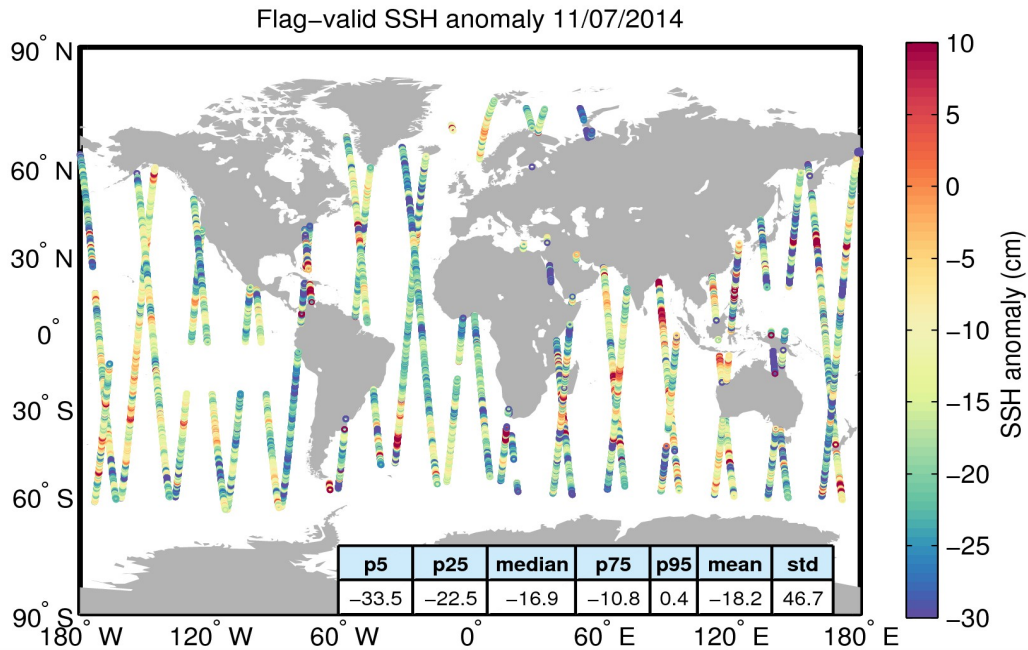 Flag−valid SSH anomaly 11/07/2014
90° N
60° N
30° N
0°
30° S
60° S
90° S
180° W
120° W
60° W
0°
60° E
120° E
180° E
p5 p25 median p75 p95 mean std
−33.5 −22.5 −16.9 −10.8 0.4 −18.2 46.7
10
5
0
−5
−10
−15
−20
−25
−30
SSH anomaly (cm)